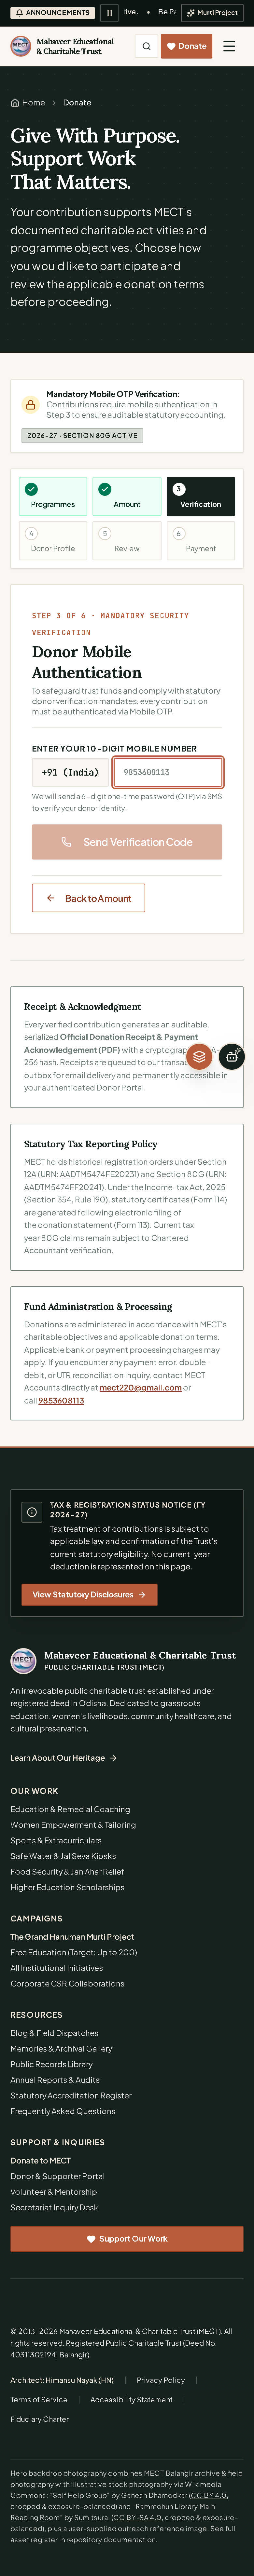 ANNOUNCEMENTS
Murti Project
Mahaveer Educational
& Charitable Trust
Donate
Home > Donate
Give With Purpose.
Support Work
That Matters.
Your contribution supports MECT's
documented charitable activities and
programme objectives. Choose how
you would like to participate and
review the applicable donation terms
before proceeding.
Mandatory Mobile OTP Verification:
Contributions require mobile authentication in
Step 3 to ensure auditable statutory accounting.
2026-27 · SECTION 80G ACTIVE
Programmes
Amount
3
Verification
4
Donor Profile
5
Review
6
Payment
STEP 3 OF 6 · MANDATORY SECURITY
VERIFICATION
Donor Mobile
Authentication
To safeguard trust funds and comply with statutory
donor verification mandates, every contribution
must be authenticated via Mobile OTP.
ENTER YOUR 10-DIGIT MOBILE NUMBER
+91 (India)
9853608113
We will send a 6-digit one-time password (OTP) via SMS
to verify your donor identity.
Send Verification Code
Back to Amount
Receipt & Acknowledgment
Every verified contribution generates an auditable,
serialized Official Donation Receipt & Payment
Acknowledgement (PDF) with a cryptographic
256 hash. Receipts are queued to our
outbox for email delivery and permanently accessible in
your authenticated Donor Portal.
Statutory Tax Reporting Policy
MECT holds historical registration orders under Section
12A (URN: AADTM5474FE20231) and Section 80G (URN:
AADTM5474FF20241). Under the Income-tax Act, 2025
(Section 354, Rule 190), statutory certificates (Form 114)
are generated following electronic filing of
the donation statement (Form 113). Current tax
year 80G claims remain subject to Chartered
Accountant verification.
Fund Administration & Processing
Donations are administered in accordance with MECT's
charitable objectives and applicable donation terms.
Applicable bank or payment processing charges may
apply. If you encounter any payment error, double-
debit, or UTR reconciliation inquiry, contact MECT
Accounts directly at mect220@gmail.com or
call 9853608113.
TAX & REGISTRATION STATUS NOTICE (FY
2026-27)
Tax treatment of contributions is subject to
applicable law and confirmation of the Trust's
current statutory eligibility. No current-year
deduction is represented on this page.
View Statutory Disclosures
Mahaveer Educational & Charitable Trust
PUBLIC CHARITABLE TRUST (MECT)
An irrevocable public charitable trust established under
registered deed in Odisha. Dedicated to grassroots
education, women's livelihoods, community healthcare, and
cultural preservation.
Learn About Our Heritage
OUR WORK
Education & Remedial Coaching
Women Empowerment & Tailoring
Sports & Extracurriculars
Safe Water & Jal Seva Kiosks
Food Security & Jan Ahar Relief
Higher Education Scholarships
CAMPAIGNS
The Grand Hanuman Murti Project
Free Education (Target: Up to 200)
All Institutional Initiatives
Corporate CSR Collaborations
RESOURCES
Blog & Field Dispatches
Memories & Archival Gallery
Public Records Library
Annual Reports & Audits
Statutory Accreditation Register
Frequently Asked Questions
SUPPORT & INQUIRIES
Donate to MECT
Donor & Supporter Portal
Volunteer & Mentorship
Secretariat Inquiry Desk
Support Our Work
© 2013-2026 Mahaveer Educational & Charitable Trust (MECT). All
rights reserved. Registered Public Charitable Trust (Deed No.
40311302194, Balangir).
Architect: Himansu Nayak (HN) | Privacy Policy |
Terms of Service | Accessibility Statement |
Fiduciary Charter
Hero backdrop photography combines MECT Balangir archive & field
photography with illustrative stock photography via Wikimedia
Commons: "Self Help Group" by Ganesh Dhamodkar (CC BY 4.0,
cropped & exposure-balanced) and "Rammohun Library Main
Reading Room" by Sumitsurai (CC BY-SA 4.0, cropped & exposure-
balanced), plus a user-supplied outreach reference image. See full
asset register in repository documentation.